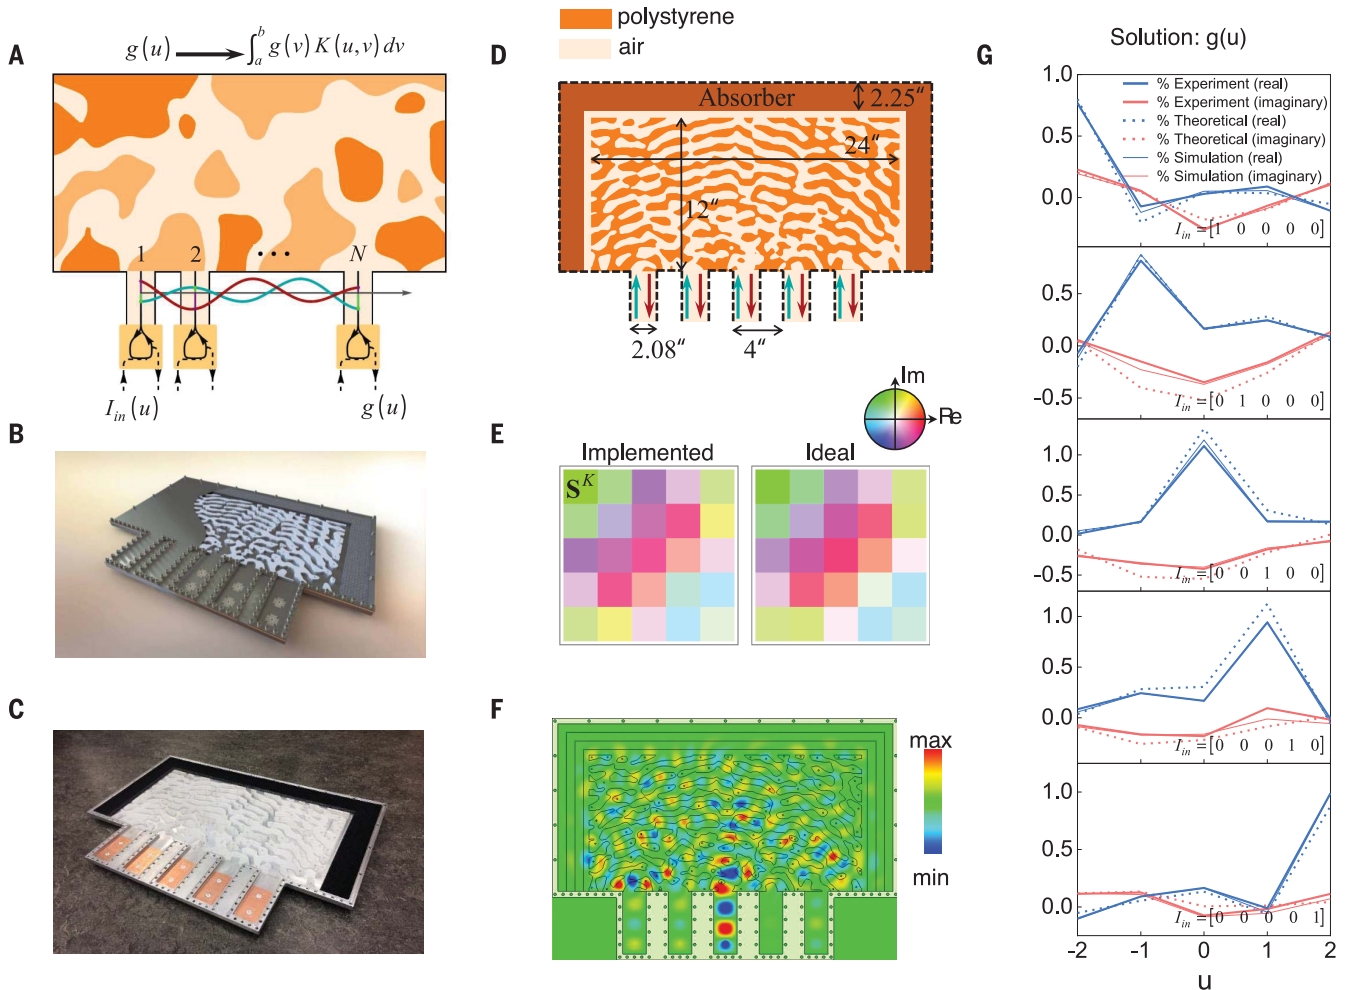 A
g(u) → ∫ₐᵇ g(v) K(u,v) dv
1 2 ... N
I_in(u)
g(u)
B
C
polystyrene
air
D
Absorber
2.25"
24"
12"
2.08"
4"
Im
Re
E
Implemented
Ideal
S^K
F
max
min
G
Solution: g(u)
% Experiment (real)
% Experiment (imaginary)
% Theoretical (real)
% Theoretical (imaginary)
% Simulation (real)
% Simulation (imaginary)
1.0
0.5
0.0
I_in =[1 0 0 0 0]
0.5
0.0
-0.5
I_in =[0 1 0 0 0]
1.0
0.5
0.0
-0.5
I_in =[0 0 1 0 0]
1.0
0.5
0.0
I_in =[0 0 0 1 0]
1.0
0.5
0.0
I_in =[0 0 0 0 1]
-2 -1 0 1 2
u